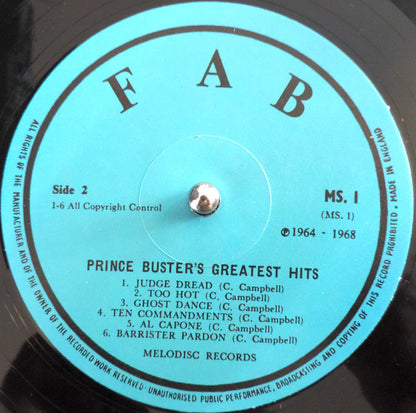 FAB
Side 2
1-6 All Copyright Control
MS. 1
(MS. 1)
℗ 1964 - 1968
PRINCE BUSTER'S GREATEST HITS
1. JUDGE DREAD (C. Campbell)
2. TOO HOT (C. Campbell)
3. GHOST DANCE (C. Campbell)
4. TEN COMMANDMENTS (C. Campbell)
5. AL CAPONE (C. Campbell)
6. BARRISTER PARDON (C. Campbell)
MELODISC RECORDS
ALL RIGHTS OF THE MANUFACTURER AND OF THE OWNER OF THE RECORDED WORK RESERVED · UNAUTHORISED PUBLIC PERFORMANCE, BROADCASTING AND COPYING OF THIS RECORD PROHIBITED · MADE IN ENGLAND